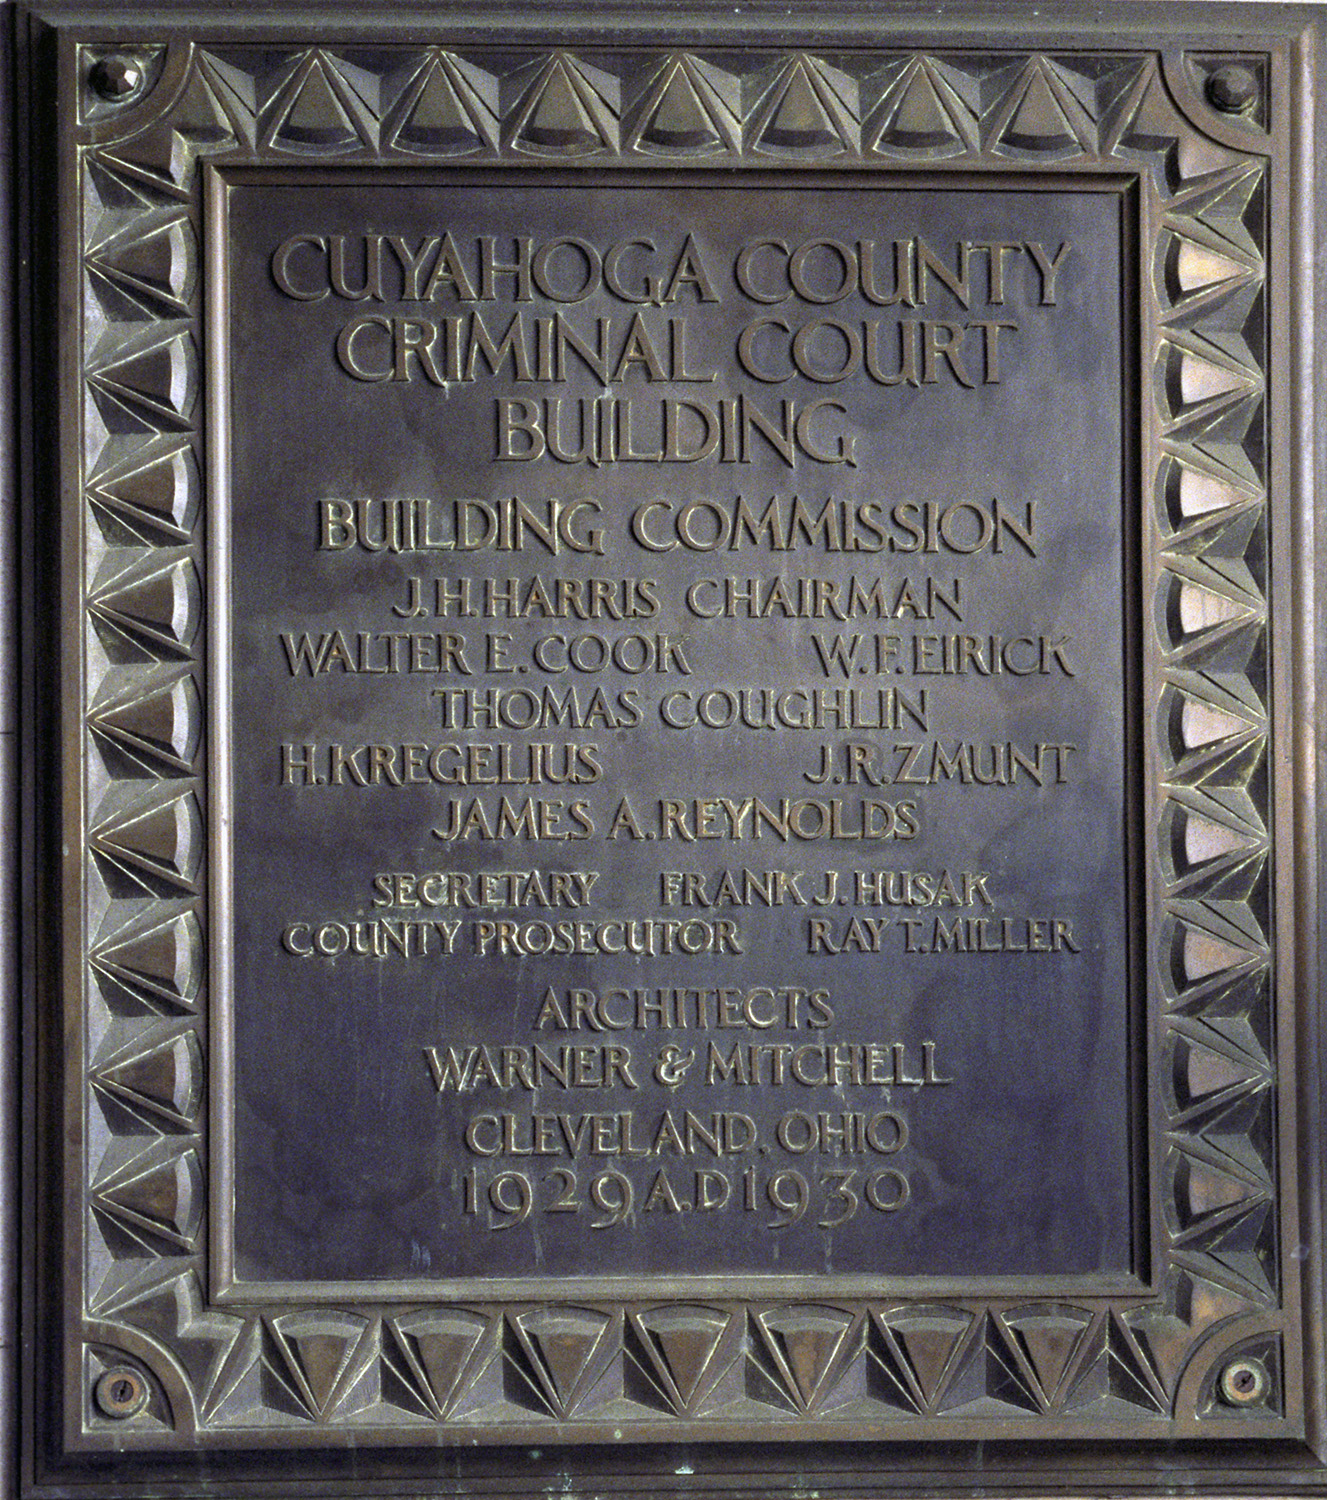 CUYAHOGA COUNTY
CRIMINAL COURT
BUILDING
BUILDING COMMISSION
J. H. HARRIS CHAIRMAN
WALTER E. COOK W. F. EIRICK
THOMAS COUGHLIN
H. KREGELIUS J. R. ZMUNT
JAMES A. REYNOLDS
SECRETARY FRANK J. HUSAK
COUNTY PROSECUTOR RAY T. MILLER
ARCHITECTS
WARNER & MITCHELL
CLEVELAND. OHIO
1929 A.D 1930